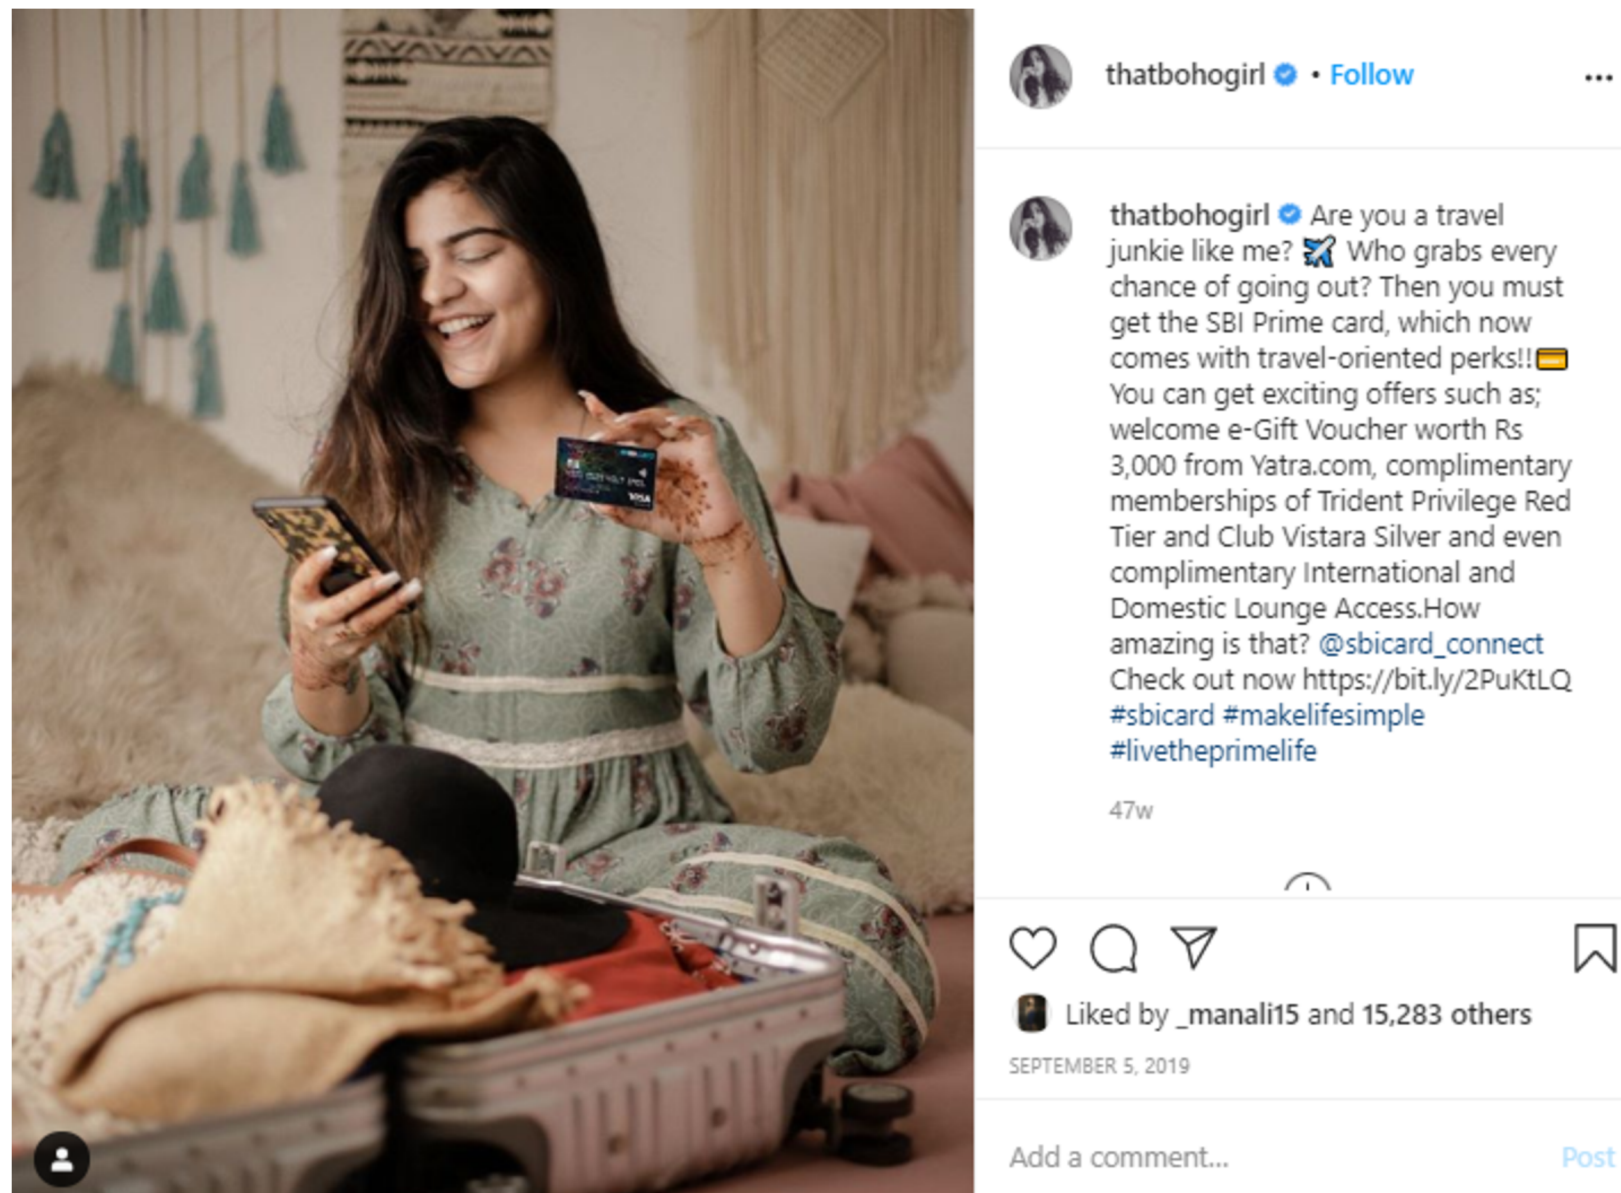 thatbohogirl • Follow
thatbohogirl Are you a travel
junkie like me? ✈️ Who grabs every
chance of going out? Then you must
get the SBI Prime card, which now
comes with travel-oriented perks!!💳
You can get exciting offers such as;
welcome e-Gift Voucher worth Rs
3,000 from Yatra.com, complimentary
memberships of Trident Privilege Red
Tier and Club Vistara Silver and even
complimentary International and
Domestic Lounge Access.How
amazing is that? @sbicard_connect
Check out now https://bit.ly/2PuKtLQ
#sbicard #makelifesimple
#livetheprimelife
47w
Liked by _manali15 and 15,283 others
SEPTEMBER 5, 2019
Add a comment... Post
VISA